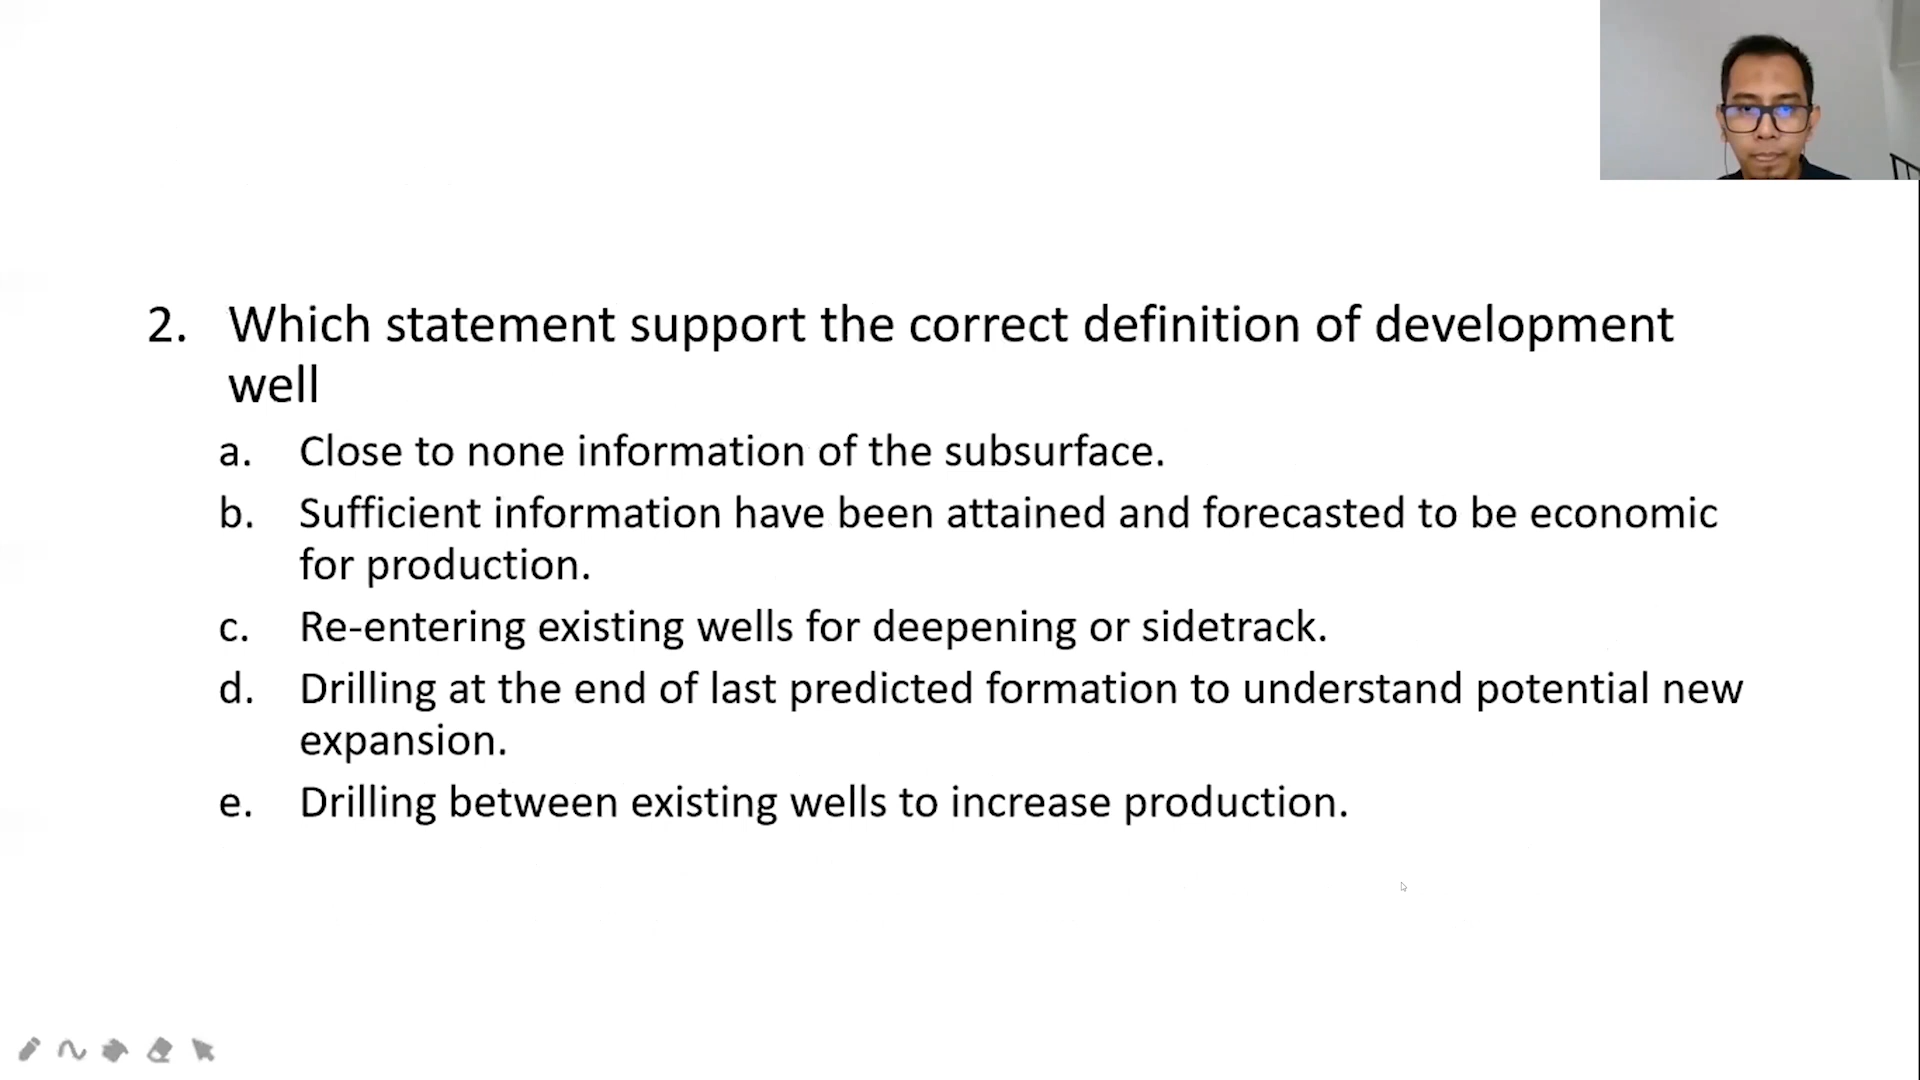 2. Which statement support the correct definition of development
well
a. Close to none information of the subsurface.
b. Sufficient information have been attained and forecasted to be economic
for production.
c. Re-entering existing wells for deepening or sidetrack.
d. Drilling at the end of last predicted formation to understand potential new
expansion.
e. Drilling between existing wells to increase production.